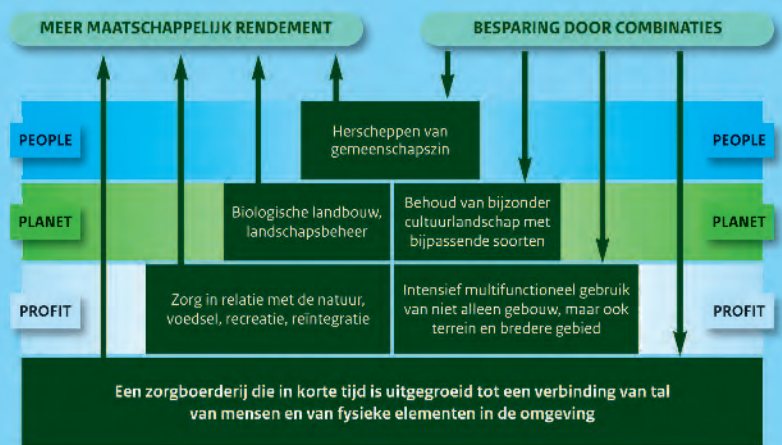 MEER MAATSCHAPPELIJK RENDEMENT
BESPARING DOOR COMBINATIES
PEOPLE
Herscheppen van
gemeenschapszin
PEOPLE
PLANET
Biologische landbouw,
landschapsbeheer
Behoud van bijzonder
cultuurlandschap met
bijpassende soorten
PLANET
PROFIT
Zorg in relatie met de natuur,
voedsel, recreatie, reïntegratie
Intensief multifunctioneel gebruik
van niet alleen gebouw, maar ook
terrein en bredere gebied
PROFIT
Een zorgboerderij die in korte tijd is uitgegroeid tot een verbinding van tal
van mensen en van fysieke elementen in de omgeving